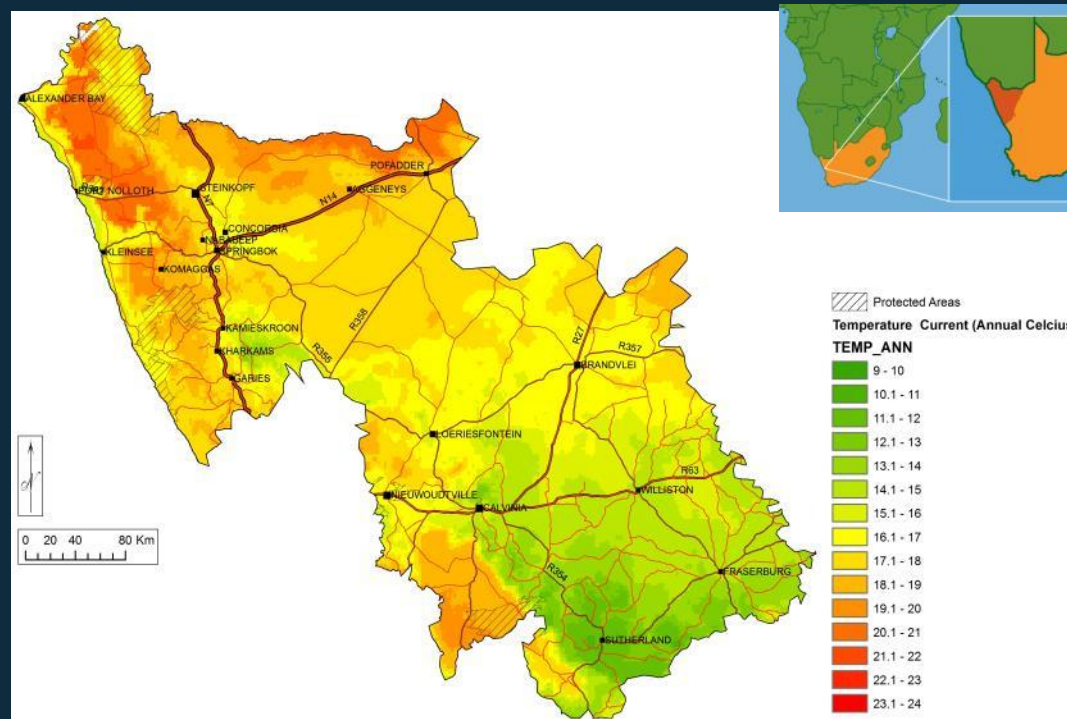 ALEXANDER BAY
POFADDER
PORT NOLLOTH
STEINKOPF
AGGENEYS
N7
N14
CONCORDIA
NABABEEP
KLEINSEE
SPRINGBOK
KOMAGGAS
KAMIESKROON
R358
R355
KHARKAMS
GARIES
R27
R357
BRANDVLEI
LOERIESFONTEIN
R63
NIEUWOUDTVILLE
WILLISTON
CALVINIA
R354
FRASERBURG
SUTHERLAND
N
0 20 40 80 Km
Protected Areas
Temperature Current (Annual Celcius
TEMP_ANN
9 - 10
10.1 - 11
11.1 - 12
12.1 - 13
13.1 - 14
14.1 - 15
15.1 - 16
16.1 - 17
17.1 - 18
18.1 - 19
19.1 - 20
20.1 - 21
21.1 - 22
22.1 - 23
23.1 - 24